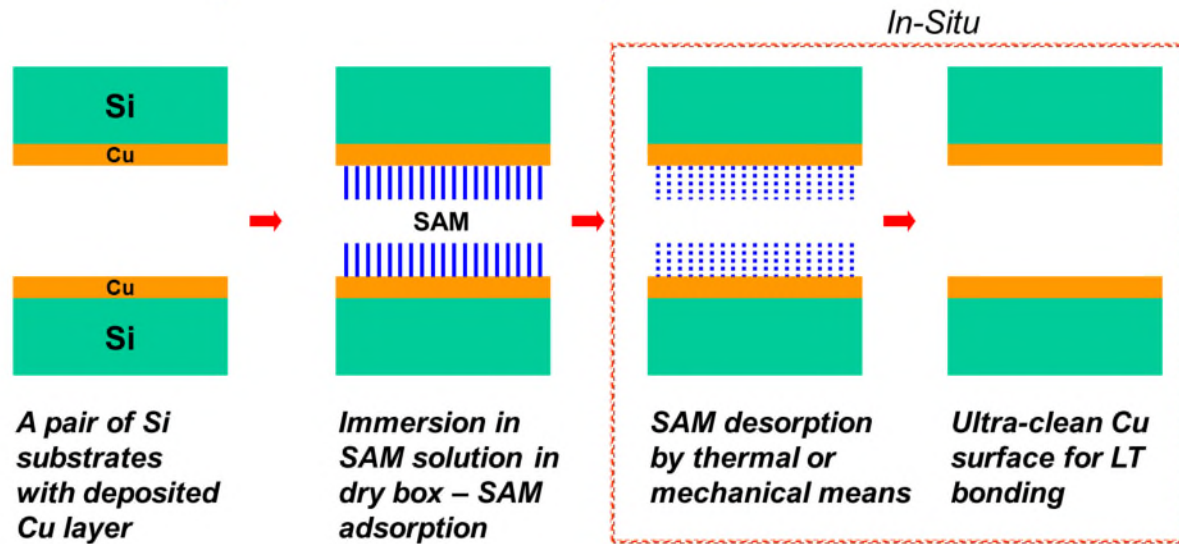 In-Situ
Si
Cu
SAM
Cu
Si
A pair of Si
substrates
with deposited
Cu layer
Immersion in
SAM solution in
dry box – SAM
adsorption
SAM desorption
by thermal or
mechanical means
Ultra-clean Cu
surface for LT
bonding